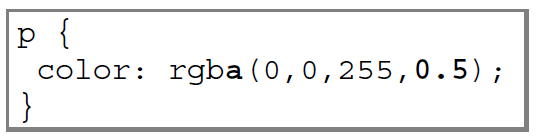 p {
 color: rgba(0,0,255,0.5);
}